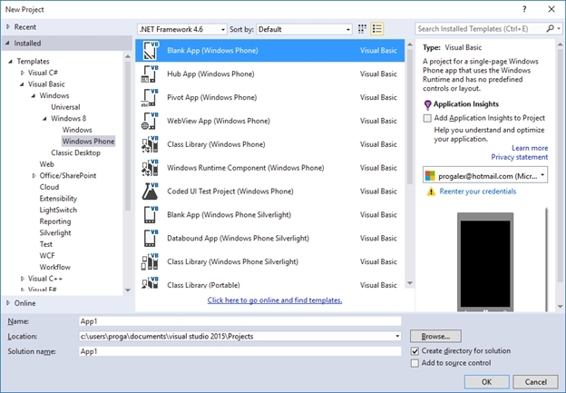 New Project
? ×
Recent
.NET Framework 4.6 Sort by: Default
Search Installed Templates (Ctrl+E)
Installed
Templates
Visual C#
Visual Basic
Windows
Universal
Windows 8
Windows
Windows Phone
Classic Desktop
Web
Office/SharePoint
Cloud
Extensibility
LightSwitch
Reporting
Silverlight
Test
WCF
Workflow
Visual C++
Visual F#
Online
Blank App (Windows Phone) Visual Basic
Hub App (Windows Phone) Visual Basic
Pivot App (Windows Phone) Visual Basic
WebView App (Windows Phone) Visual Basic
Class Library (Windows Phone) Visual Basic
Windows Runtime Component (Windows Phone) Visual Basic
Coded UI Test Project (Windows Phone) Visual Basic
Blank App (Windows Phone Silverlight) Visual Basic
Databound App (Windows Phone Silverlight) Visual Basic
Class Library (Windows Phone Silverlight) Visual Basic
Class Library (Portable) Visual Basic
Click here to go online and find templates.
Type: Visual Basic
A project for a single-page Windows
Phone app that uses the Windows
Runtime and has no predefined
controls or layout.
Application Insights
Add Application Insights to Project
Help you understand and optimize
your application.
Learn more
Privacy statement
progalex@hotmail.com (Micr...
Reenter your credentials
Name: App1
Location: c:\users\proga\documents\visual studio 2015\Projects
Browse...
Solution name: App1
Create directory for solution
Add to source control
OK Cancel